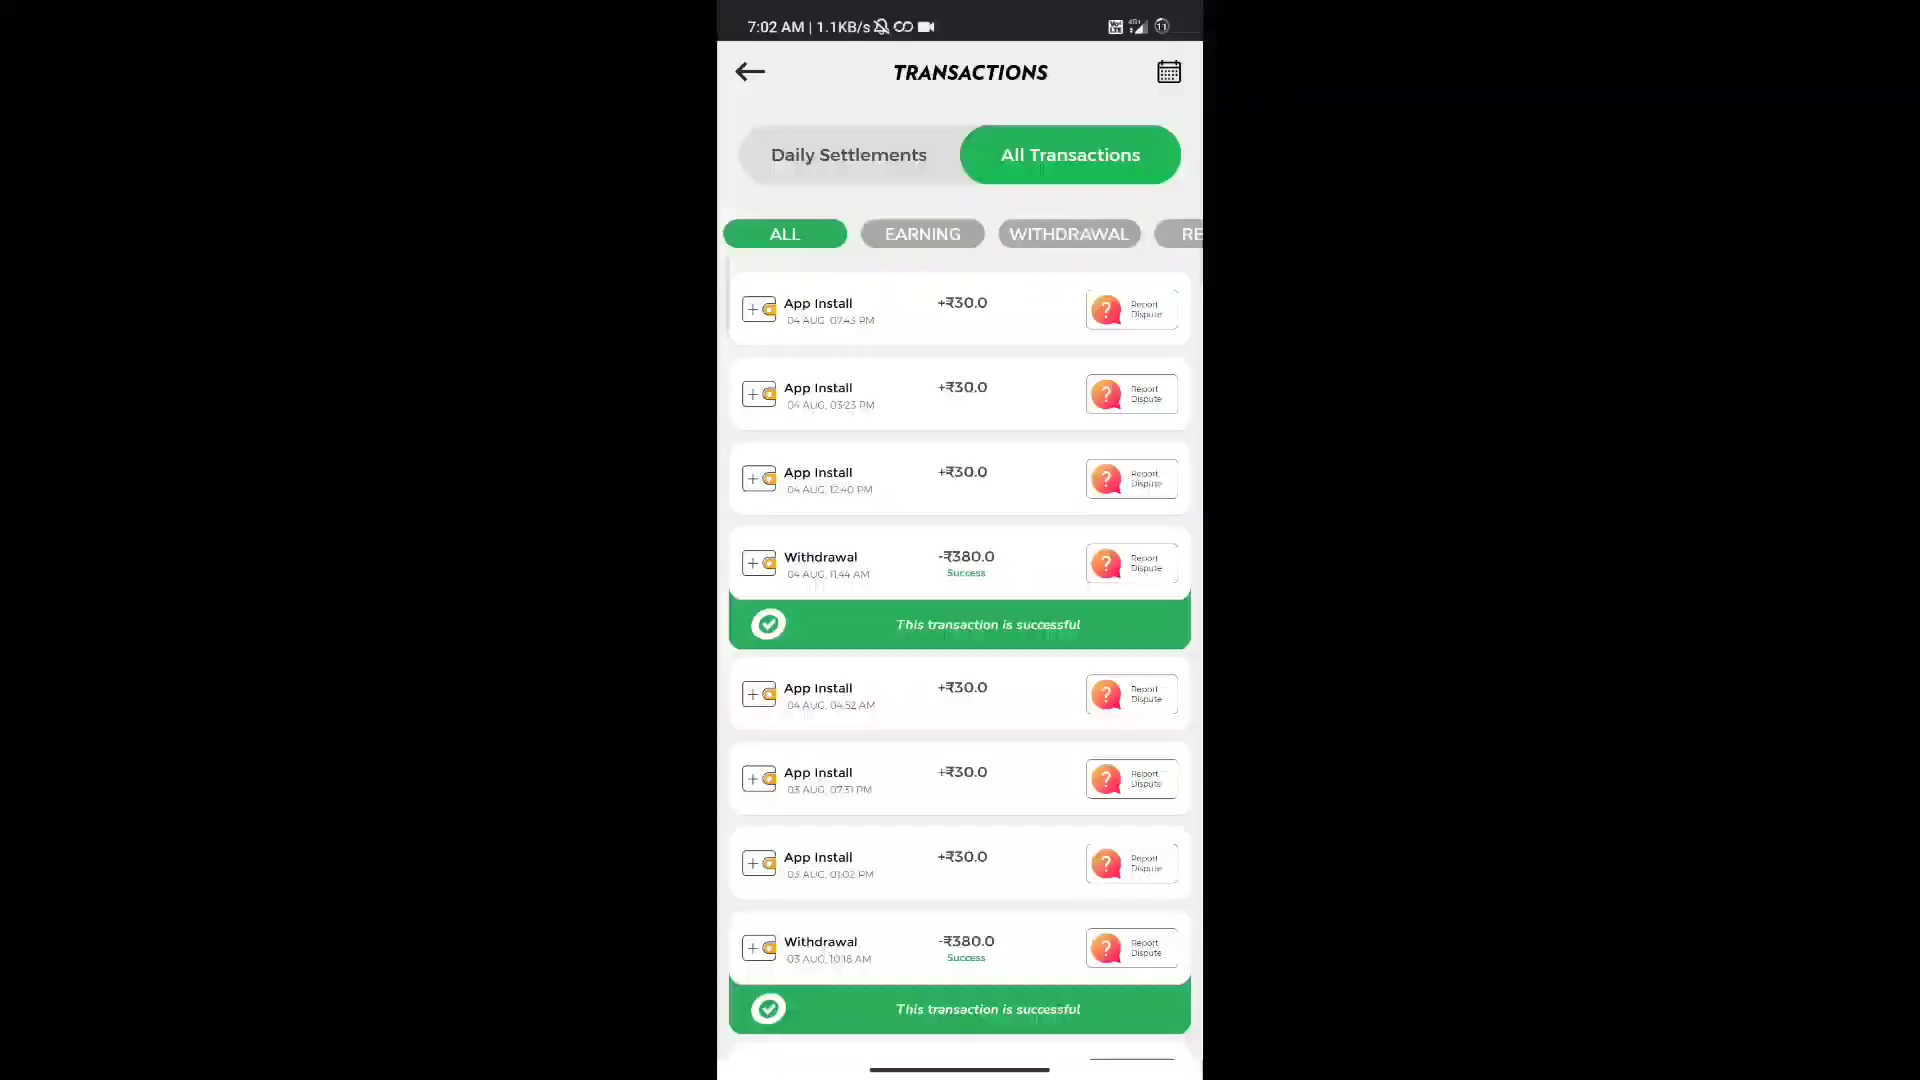 7:02 AM | 1.1KB/s
11
TRANSACTIONS
Daily Settlements
All Transactions
ALL
EARNING
WITHDRAWAL
RE
App Install
+₹30.0
Report
Dispute
04 AUG, 07:43 PM
App Install
+₹30.0
Report
Dispute
04 AUG, 03:23 PM
App Install
+₹30.0
Report
Dispute
04 AUG, 12:40 PM
Withdrawal
-₹380.0
Report
Dispute
04 AUG, 11:44 AM
Success
This transaction is successful
App Install
+₹30.0
Report
Dispute
04 AUG, 04:52 AM
App Install
+₹30.0
Report
Dispute
03 AUG, 07:31 PM
App Install
+₹30.0
Report
Dispute
03 AUG, 01:02 PM
Withdrawal
-₹380.0
Report
Dispute
03 AUG, 10:18 AM
Success
This transaction is successful